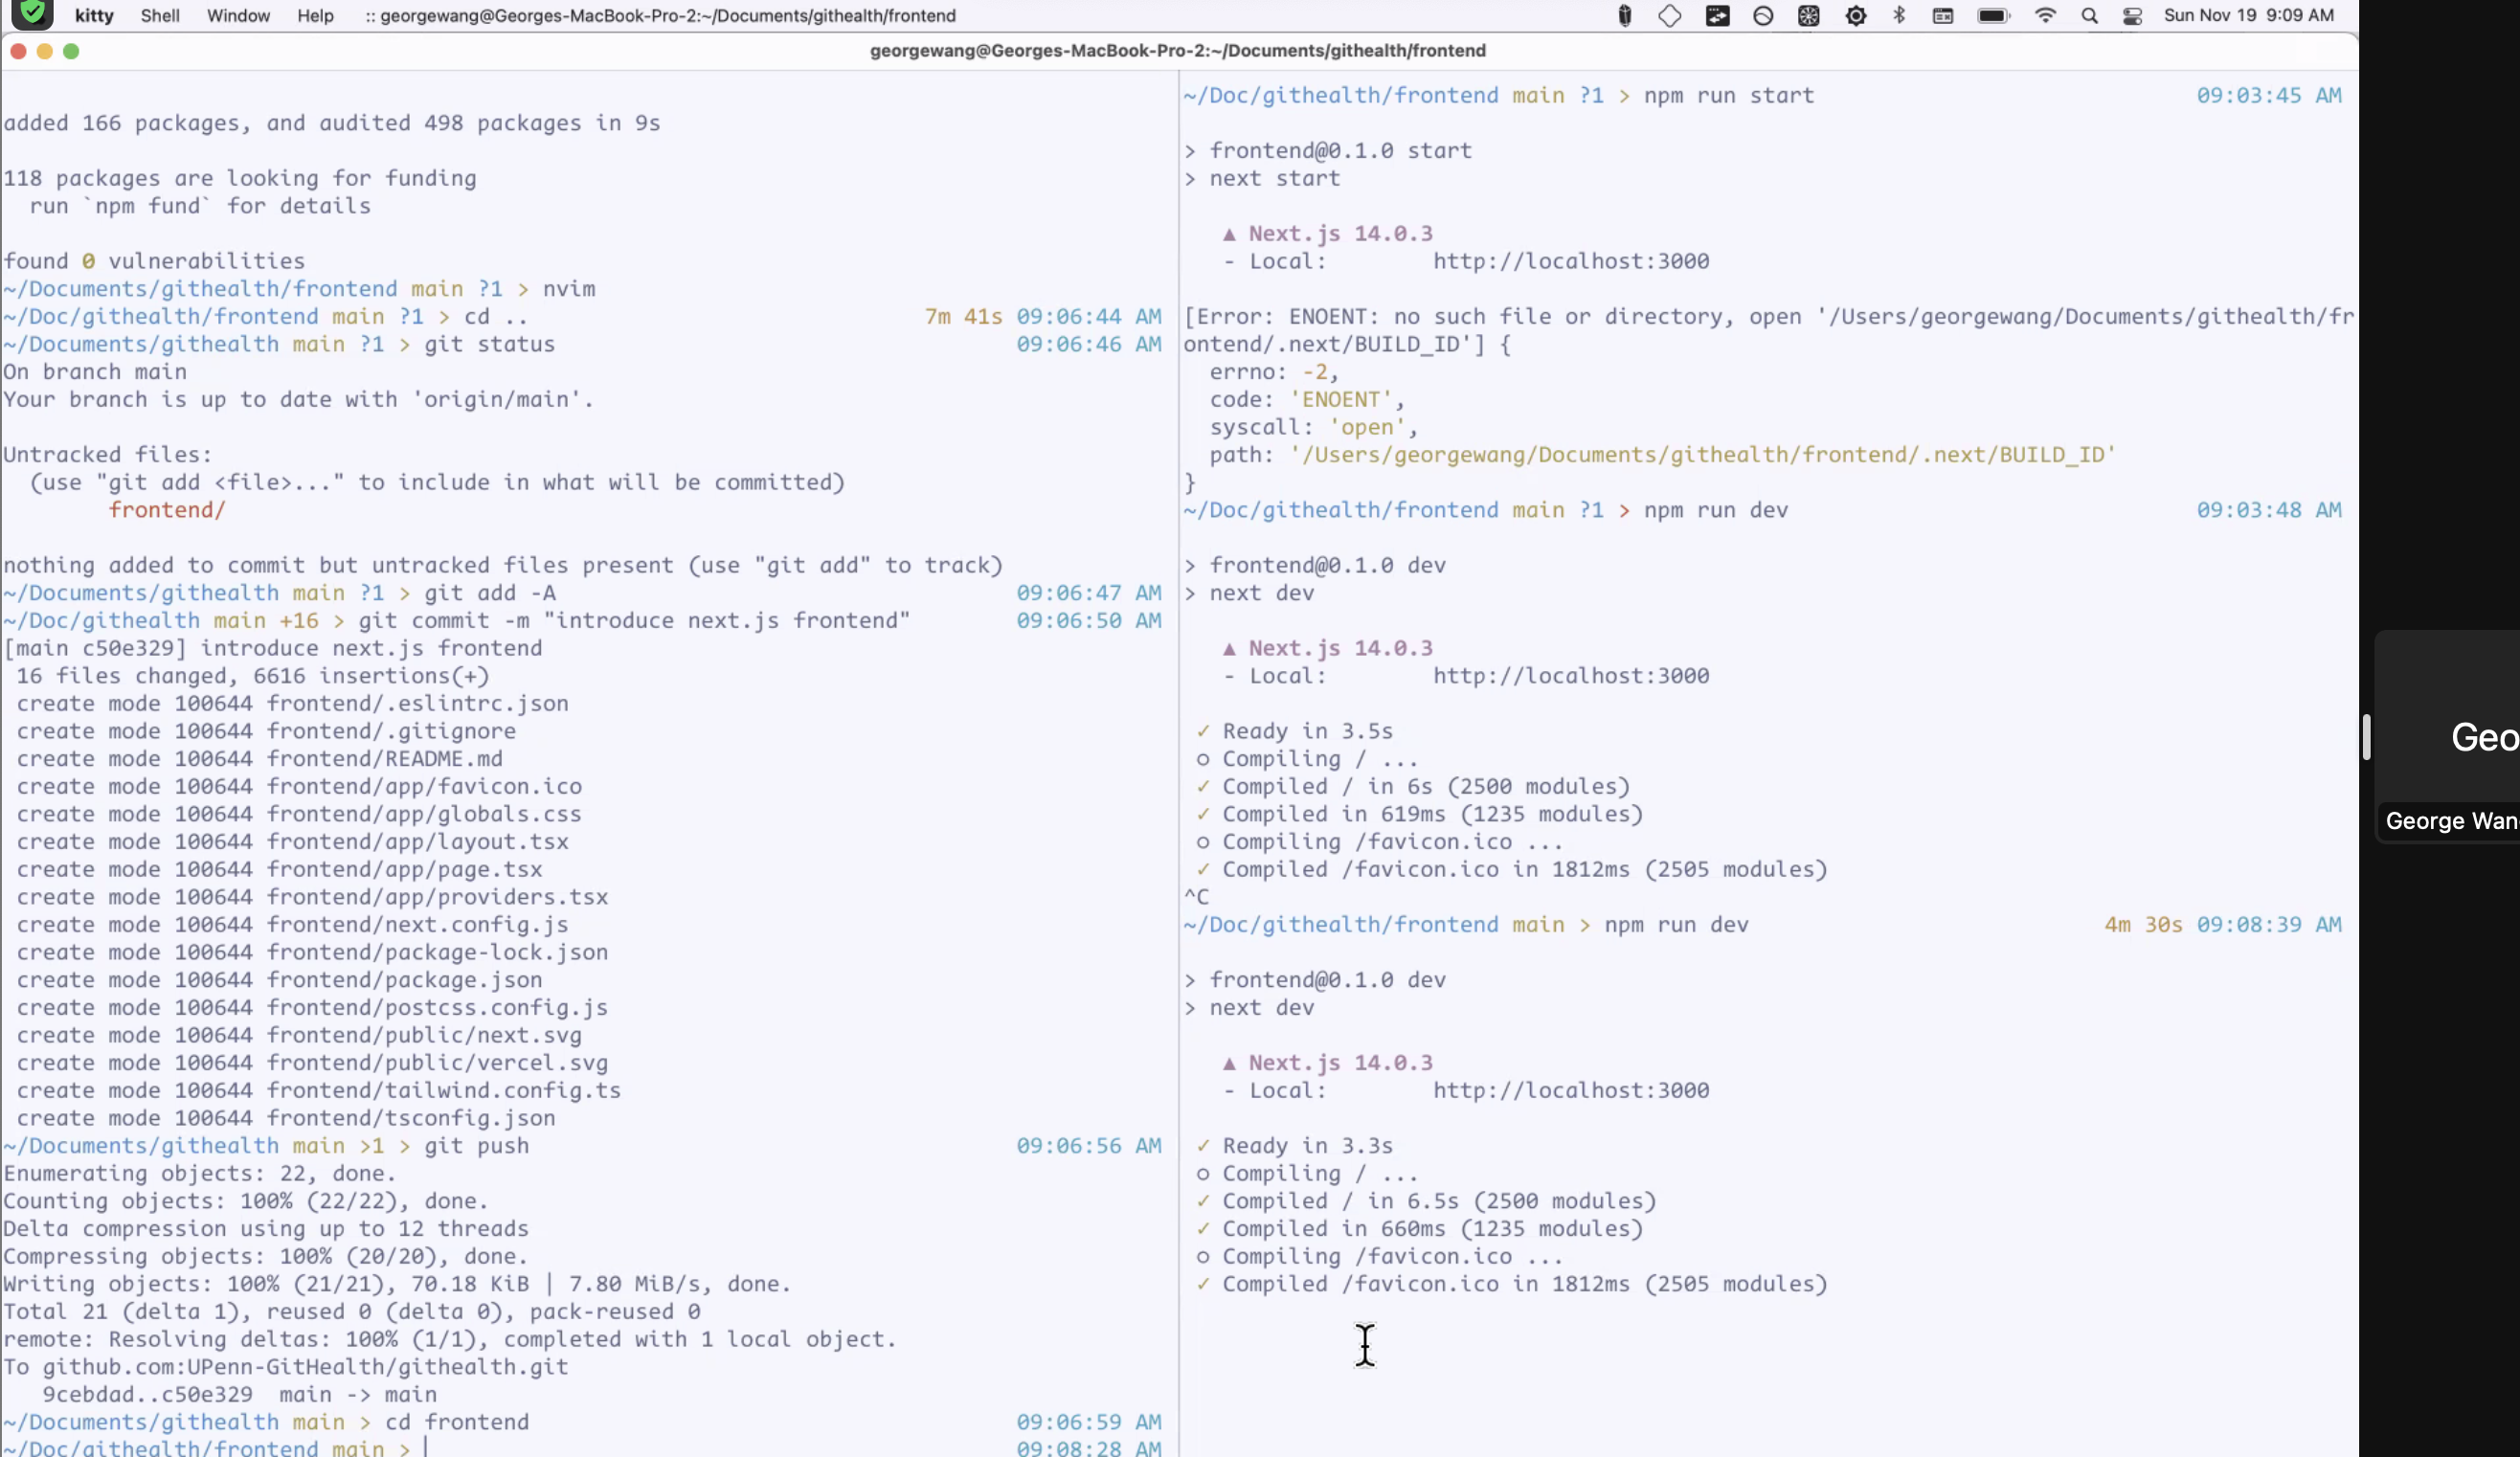 kitty Shell Window Help :: georgewang@Georges-MacBook-Pro-2:~/Documents/githealth/frontend Sun Nov 19 9:09 AM
georgewang@Georges-MacBook-Pro-2:~/Documents/githealth/frontend
added 166 packages, and audited 498 packages in 9s
118 packages are looking for funding
run `npm fund` for details
found 0 vulnerabilities
~/Documents/githealth/frontend main ?1 > nvim
~/Doc/githealth/frontend main ?1 > cd .. 7m 41s 09:06:44 AM
~/Documents/githealth main ?1 > git status 09:06:46 AM
On branch main
Your branch is up to date with 'origin/main'.
Untracked files:
(use "git add <file>..." to include in what will be committed)
frontend/
nothing added to commit but untracked files present (use "git add" to track)
~/Documents/githealth main ?1 > git add -A 09:06:47 AM
~/Doc/githealth main +16 > git commit -m "introduce next.js frontend" 09:06:50 AM
[main c50e329] introduce next.js frontend
16 files changed, 6616 insertions(+)
create mode 100644 frontend/.eslintrc.json
create mode 100644 frontend/.gitignore
create mode 100644 frontend/README.md
create mode 100644 frontend/app/favicon.ico
create mode 100644 frontend/app/globals.css
create mode 100644 frontend/app/layout.tsx
create mode 100644 frontend/app/page.tsx
create mode 100644 frontend/app/providers.tsx
create mode 100644 frontend/next.config.js
create mode 100644 frontend/package-lock.json
create mode 100644 frontend/package.json
create mode 100644 frontend/postcss.config.js
create mode 100644 frontend/public/next.svg
create mode 100644 frontend/public/vercel.svg
create mode 100644 frontend/tailwind.config.ts
create mode 100644 frontend/tsconfig.json
~/Documents/githealth main >1 > git push 09:06:56 AM
Enumerating objects: 22, done.
Counting objects: 100% (22/22), done.
Delta compression using up to 12 threads
Compressing objects: 100% (20/20), done.
Writing objects: 100% (21/21), 70.18 KiB | 7.80 MiB/s, done.
Total 21 (delta 1), reused 0 (delta 0), pack-reused 0
remote: Resolving deltas: 100% (1/1), completed with 1 local object.
To github.com:UPenn-GitHealth/githealth.git
9cebdad..c50e329 main -> main
~/Documents/githealth main > cd frontend 09:06:59 AM
~/Doc/githealth/frontend main > 09:08:28 AM
~/Doc/githealth/frontend main ?1 > npm run start 09:03:45 AM
> frontend@0.1.0 start
> next start
▲ Next.js 14.0.3
- Local: http://localhost:3000
[Error: ENOENT: no such file or directory, open '/Users/georgewang/Documents/githealth/fr
ontend/.next/BUILD_ID'] {
errno: -2,
code: 'ENOENT',
syscall: 'open',
path: '/Users/georgewang/Documents/githealth/frontend/.next/BUILD_ID'
}
~/Doc/githealth/frontend main ?1 > npm run dev 09:03:48 AM
> frontend@0.1.0 dev
> next dev
▲ Next.js 14.0.3
- Local: http://localhost:3000
✓ Ready in 3.5s
○ Compiling / ...
✓ Compiled / in 6s (2500 modules)
✓ Compiled in 619ms (1235 modules)
○ Compiling /favicon.ico ...
✓ Compiled /favicon.ico in 1812ms (2505 modules)
^C
~/Doc/githealth/frontend main > npm run dev 4m 30s 09:08:39 AM
> frontend@0.1.0 dev
> next dev
▲ Next.js 14.0.3
- Local: http://localhost:3000
✓ Ready in 3.3s
○ Compiling / ...
✓ Compiled / in 6.5s (2500 modules)
✓ Compiled in 660ms (1235 modules)
○ Compiling /favicon.ico ...
✓ Compiled /favicon.ico in 1812ms (2505 modules)
Geo
George Wan